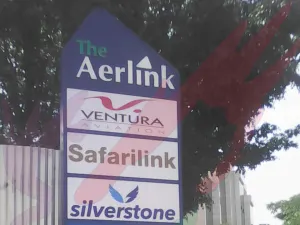 The
Aerlink
VENTURA
AVIATION
Safarilink
silverstone